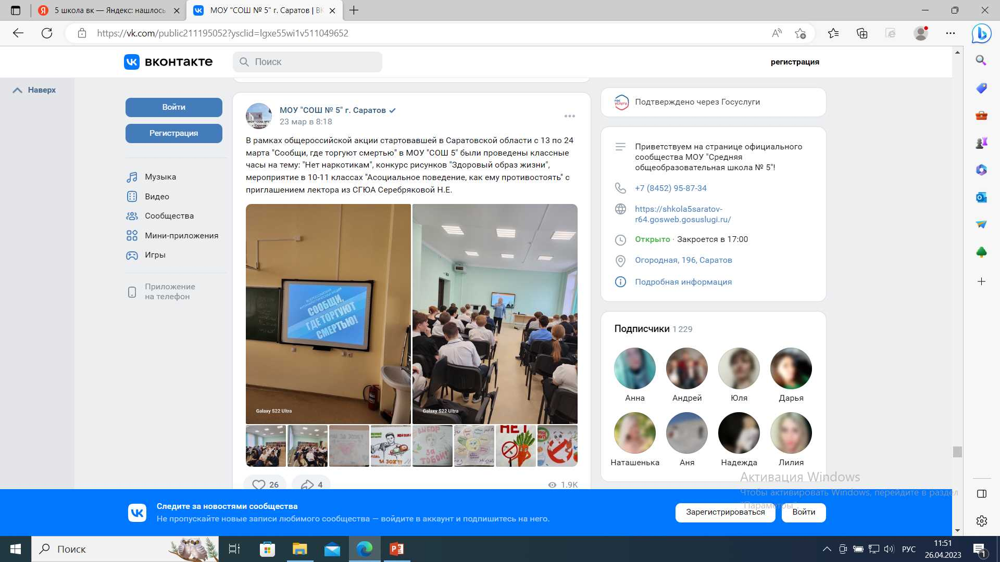 5 школа вк — Яндекс: нашлось
МОУ "СОШ № 5" г. Саратов | ВК
https://vk.com/public211195052?ysclid=lgxe55wi1v511049652
вконтакте
Поиск
регистрация
Наверх
Войти
Регистрация
Музыка
Видео
Сообщества
Мини-приложения
Игры
Приложение
на телефон
МОУ "СОШ № 5" г. Саратов
23 мар в 8:18
В рамках общероссийской акции стартовавшей в Саратовской области с 13 по 24
марта "Сообщи, где торгуют смертью" в МОУ "СОШ 5" были проведены классные
часы на тему: "Нет наркотикам", конкурс рисунков "Здоровый образ жизни",
мероприятие в 10-11 классах "Асоциальное поведение, как ему противостоять" с
приглашением лектора из СГЮА Серебряковой Н.Е.
ВСЕРОССИЙСКАЯ
АНТИНАРКОТИЧЕСКАЯ АКЦИЯ
СООБЩИ,
ГДЕ ТОРГУЮТ
СМЕРТЬЮ!
Galaxy S22 Ultra
Galaxy S22 Ultra
ЗА ЗОЖ!!!
ВЫБОР
ЗА
ТОБОЙ!
НЕТ
26
4
1.9K
Подтверждено через Госуслуги
Приветствуем на странице официального
сообщества МОУ "Средняя
общеобразовательная школа № 5"!
+7 (8452) 95-87-34
https://shkola5saratov-
r64.gosweb.gosuslugi.ru/
Открыто · Закроется в 17:00
Огородная, 196, Саратов
Подробная информация
Подписчики 1 229
Анна
Андрей
Юля
Дарья
Наташенька
Аня
Надежда
Лилия
Активация Windows
Чтобы активировать Windows, перейдите в раздел
"Параметры".
Следите за новостями сообщества
Не пропускайте новые записи любимого сообщества — войдите в аккаунт и подпишитесь на него.
Зарегистрироваться
Войти
Поиск
РУС
11:51
26.04.2023
1